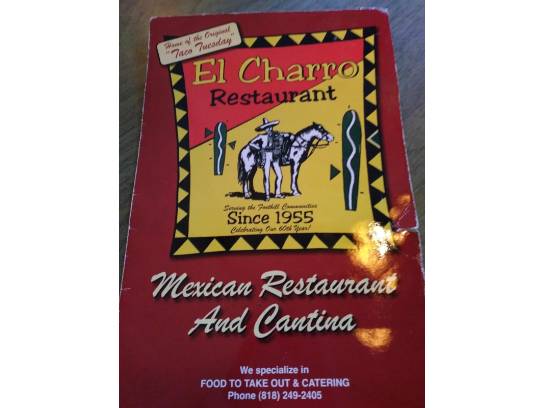 Home of the Original
"Taco Tuesday"
El Charro
Restaurant
Serving the Foothill Communities
Since 1955
Celebrating Our 60th Year!
Mexican Restaurant
And Cantina
We specialize in
FOOD TO TAKE OUT & CATERING
Phone (818) 249-2405